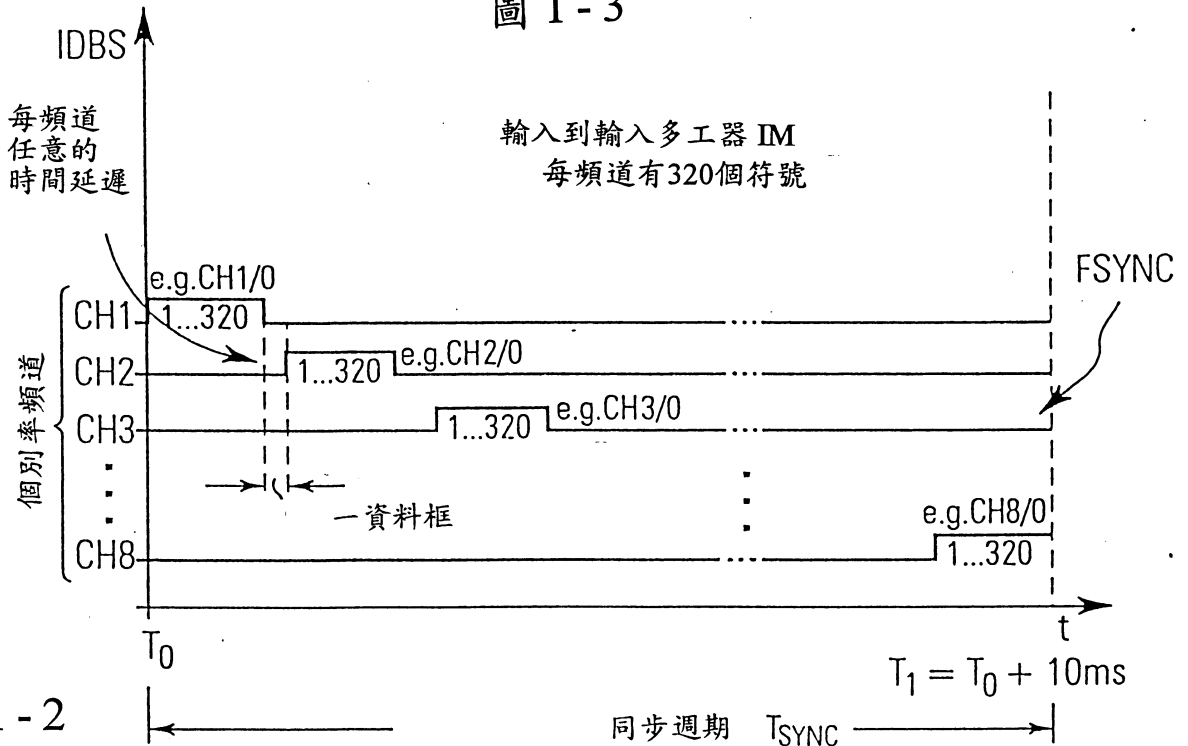 圖 1-3
IDBS
每頻道
任意的
時間延遲
輸入到輸入多工器 IM
每頻道有320個符號
FSYNC
個別率頻道
e.g.CH1/0
CH1
1...320
...
CH2
1...320
e.g.CH2/0
...
CH3
1...320
e.g.CH3/0
...
一資料框
e.g.CH8/0
CH8
...
1...320
T₀
t
T₁ = T₀ + 10ms
-2
同步週期 TSYNC